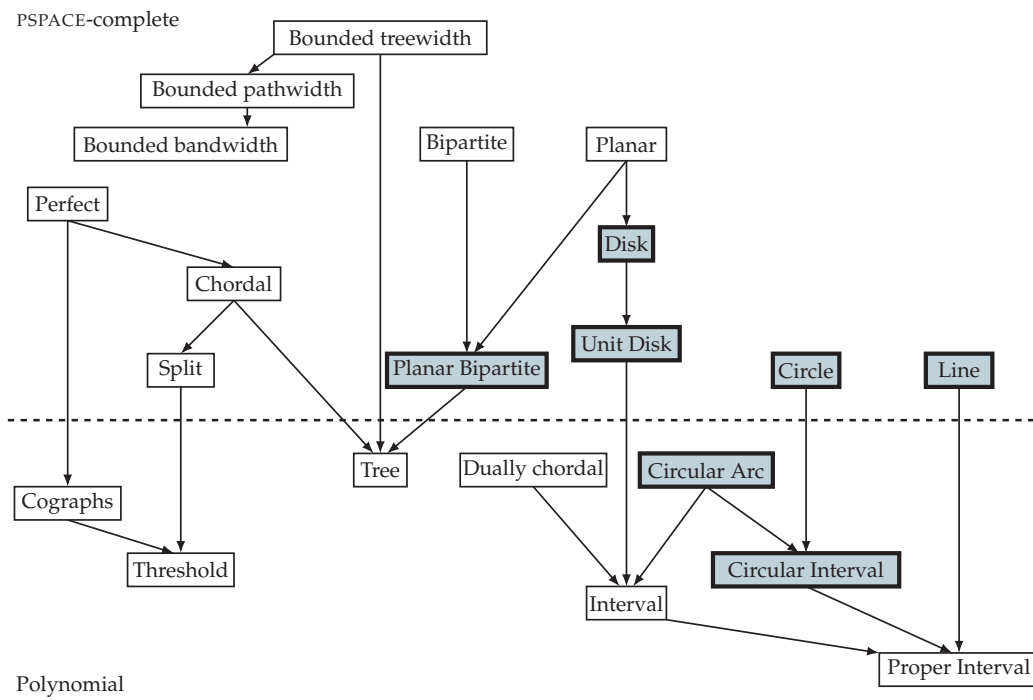 PSPACE-complete
Bounded treewidth
Bounded pathwidth
Bounded bandwidth
Bipartite
Planar
Perfect
Disk
Chordal
Unit Disk
Split
Planar Bipartite
Circle
Line
Tree
Dually chordal
Circular Arc
Cographs
Threshold
Circular Interval
Interval
Proper Interval
Polynomial